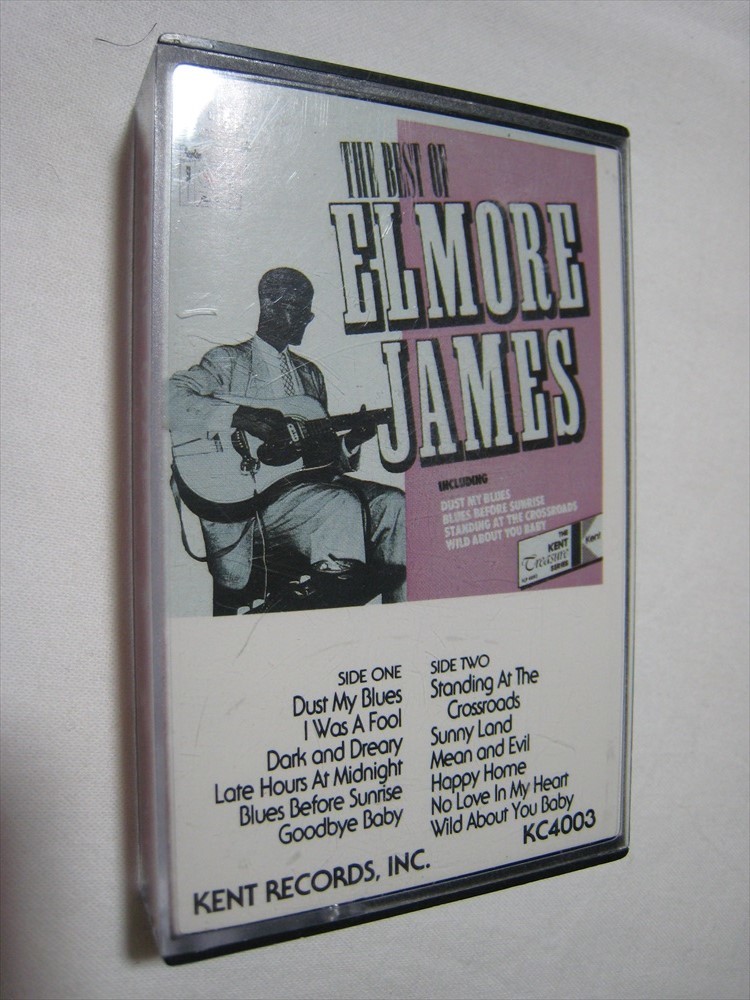 THE BEST OF
ELMORE
JAMES
INCLUDING
DUST MY BLUES
BLUES BEFORE SUNRISE
STANDING AT THE CROSSROADS
WILD ABOUT YOU BABY
THE
KENT
Treasure
SERIES
Kent
SIDE ONE
Dust My Blues
I Was A Fool
Dark and Dreary
Late Hours At Midnight
Blues Before Sunrise
Goodbye Baby
SIDE TWO
Standing At The
Crossroads
Sunny Land
Mean and Evil
Happy Home
No Love In My Heart
Wild About You Baby
KC4003
KENT RECORDS, INC.